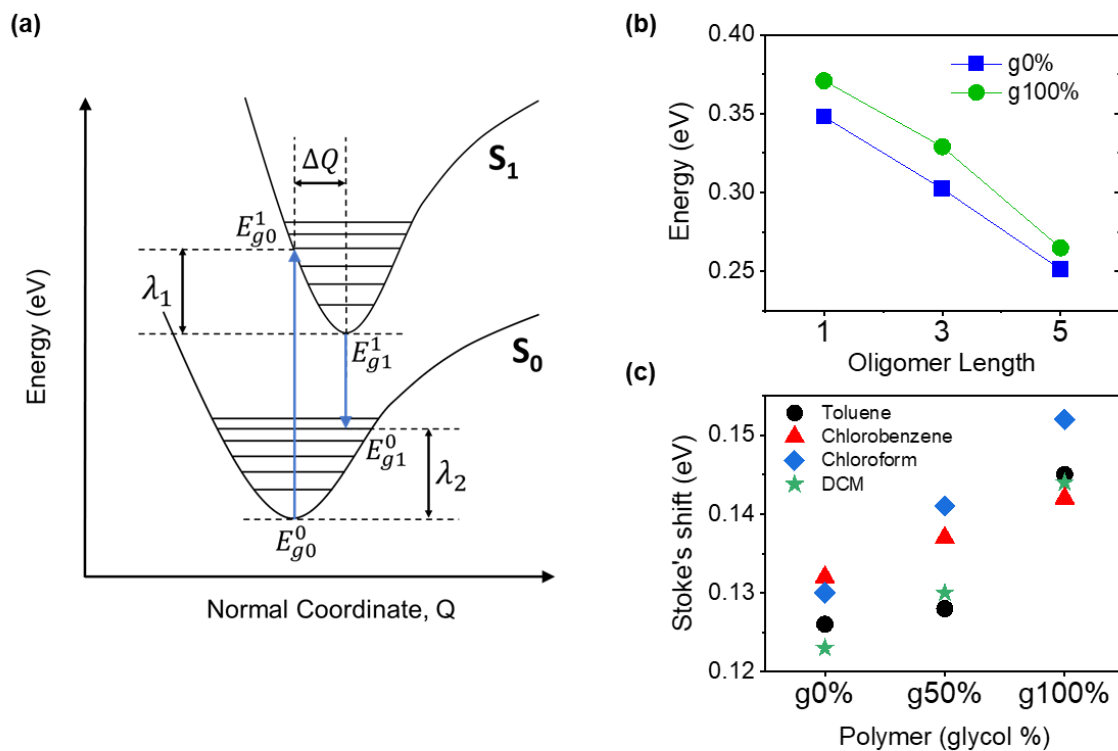 (a)
Energy (eV)
ΔQ
S₁
E¹g0
λ₁
E¹g1
S₀
E⁰g1
λ₂
E⁰g0
Normal Coordinate, Q
(b)
Energy (eV)
0.40
0.35
0.30
0.25
g0%
g100%
1 3 5
Oligomer Length
(c)
Stoke's shift (eV)
0.15
0.14
0.13
0.12
Toluene
Chlorobenzene
Chloroform
DCM
g0% g50% g100%
Polymer (glycol %)